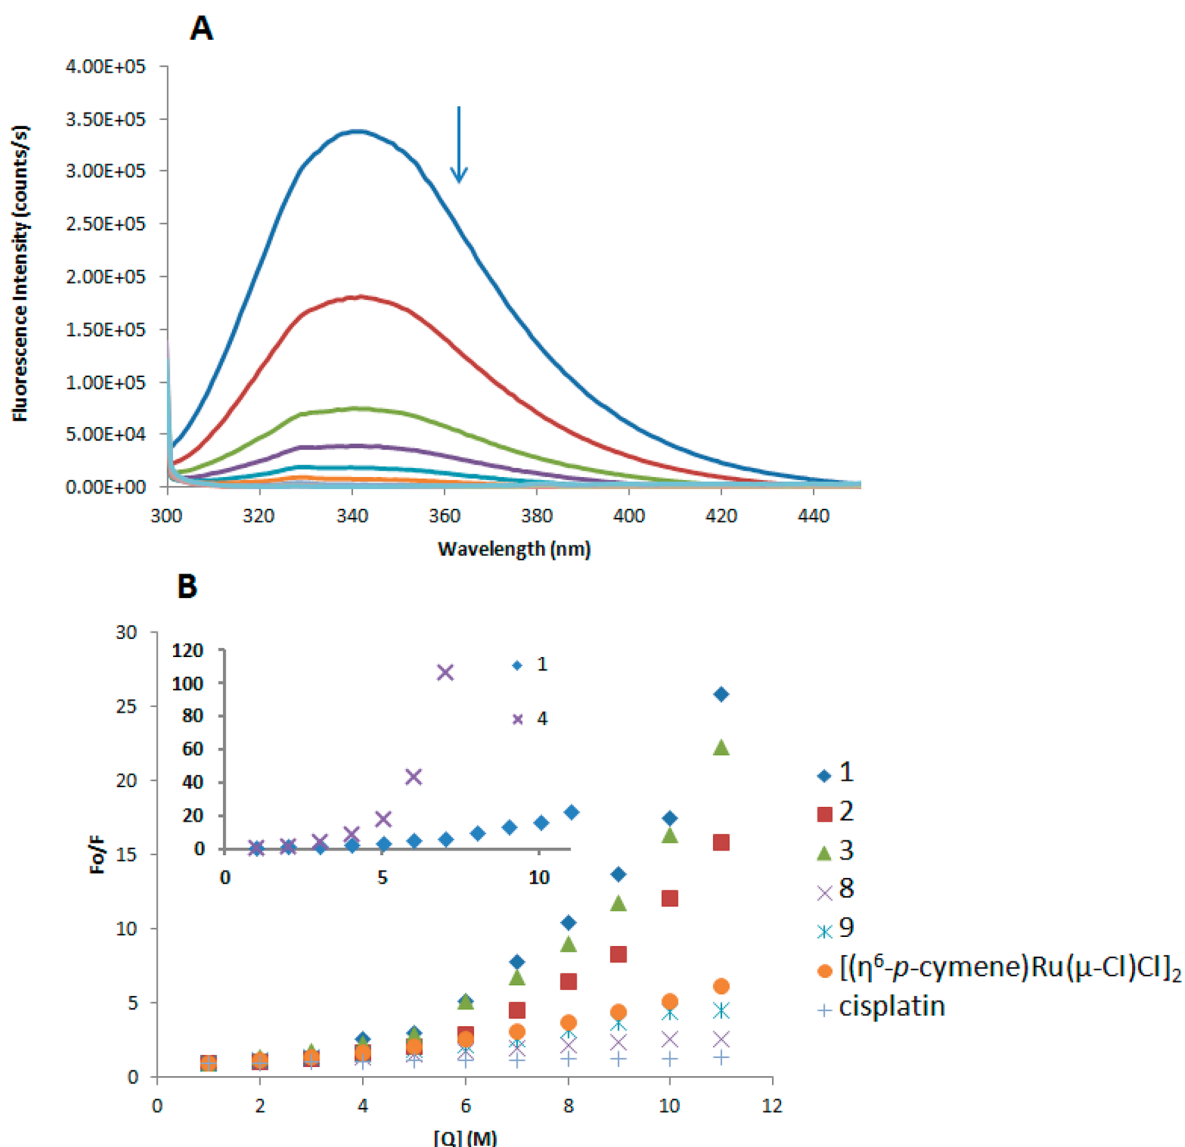 A
4.00E+05
3.50E+05
3.00E+05
2.50E+05
2.00E+05
1.50E+05
1.00E+05
5.00E+04
0.00E+00
Fluorescence Intensity (counts/s)
300 320 340 360 380 400 420 440
Wavelength (nm)
B
30
25
20
15
10
5
0
Fo/F
120
100
80
60
40
20
0
0 5 10
1
4
1
2
3
8
9
[(η⁶-p-cymene)Ru(μ-Cl)Cl]₂
cisplatin
0 2 4 6 8 10 12
[Q] (M)